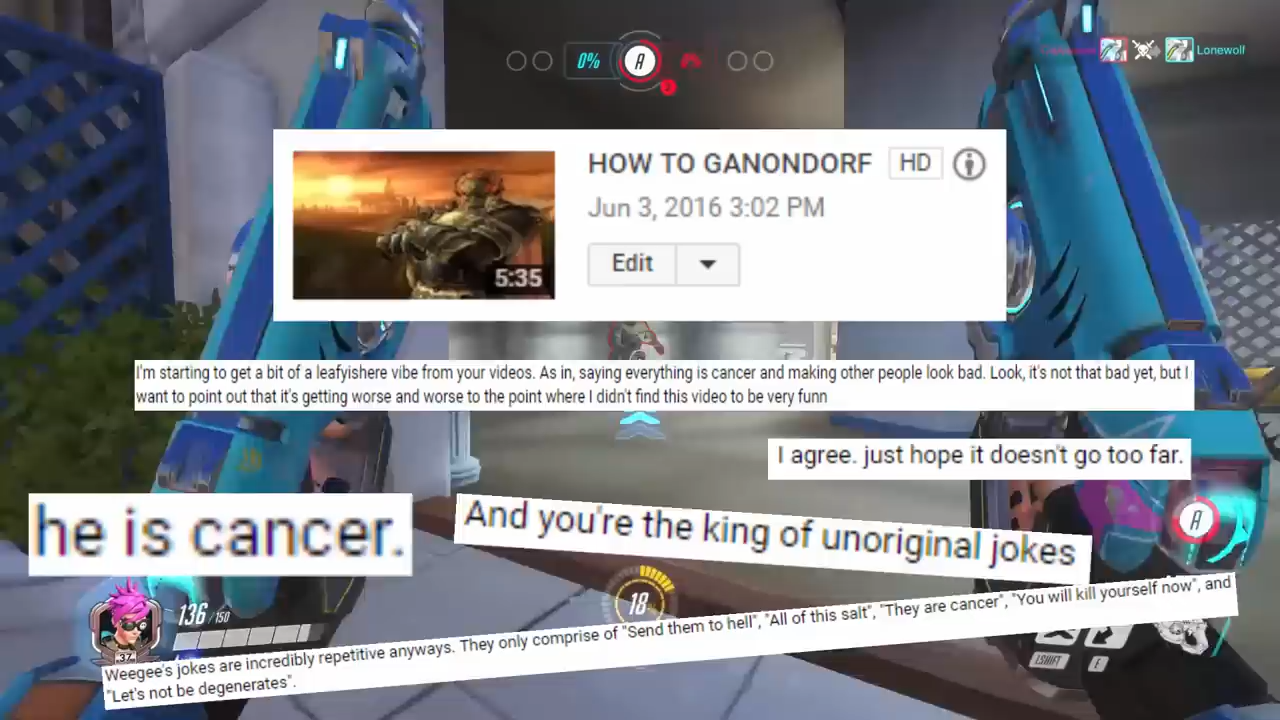 0%
A
Lonewolf
HOW TO GANONDORF HD
Jun 3, 2016 3:02 PM
5:35
Edit
I'm starting to get a bit of a leafyishere vibe from your videos. As in, saying everything is cancer and making other people look bad. Look, it's not that bad yet, but I
want to point out that it's getting worse and worse to the point where I didn't find this video to be very funn
I agree. just hope it doesn't go too far.
he is cancer.
And you're the king of unoriginal jokes
A
136/150
18
Weegee's jokes are incredibly repetitive anyways. They only comprise of "Send them to hell", "All of this salt", "They are cancer", "You will kill yourself now", and
"Let's not be degenerates".
LSHIFT
E